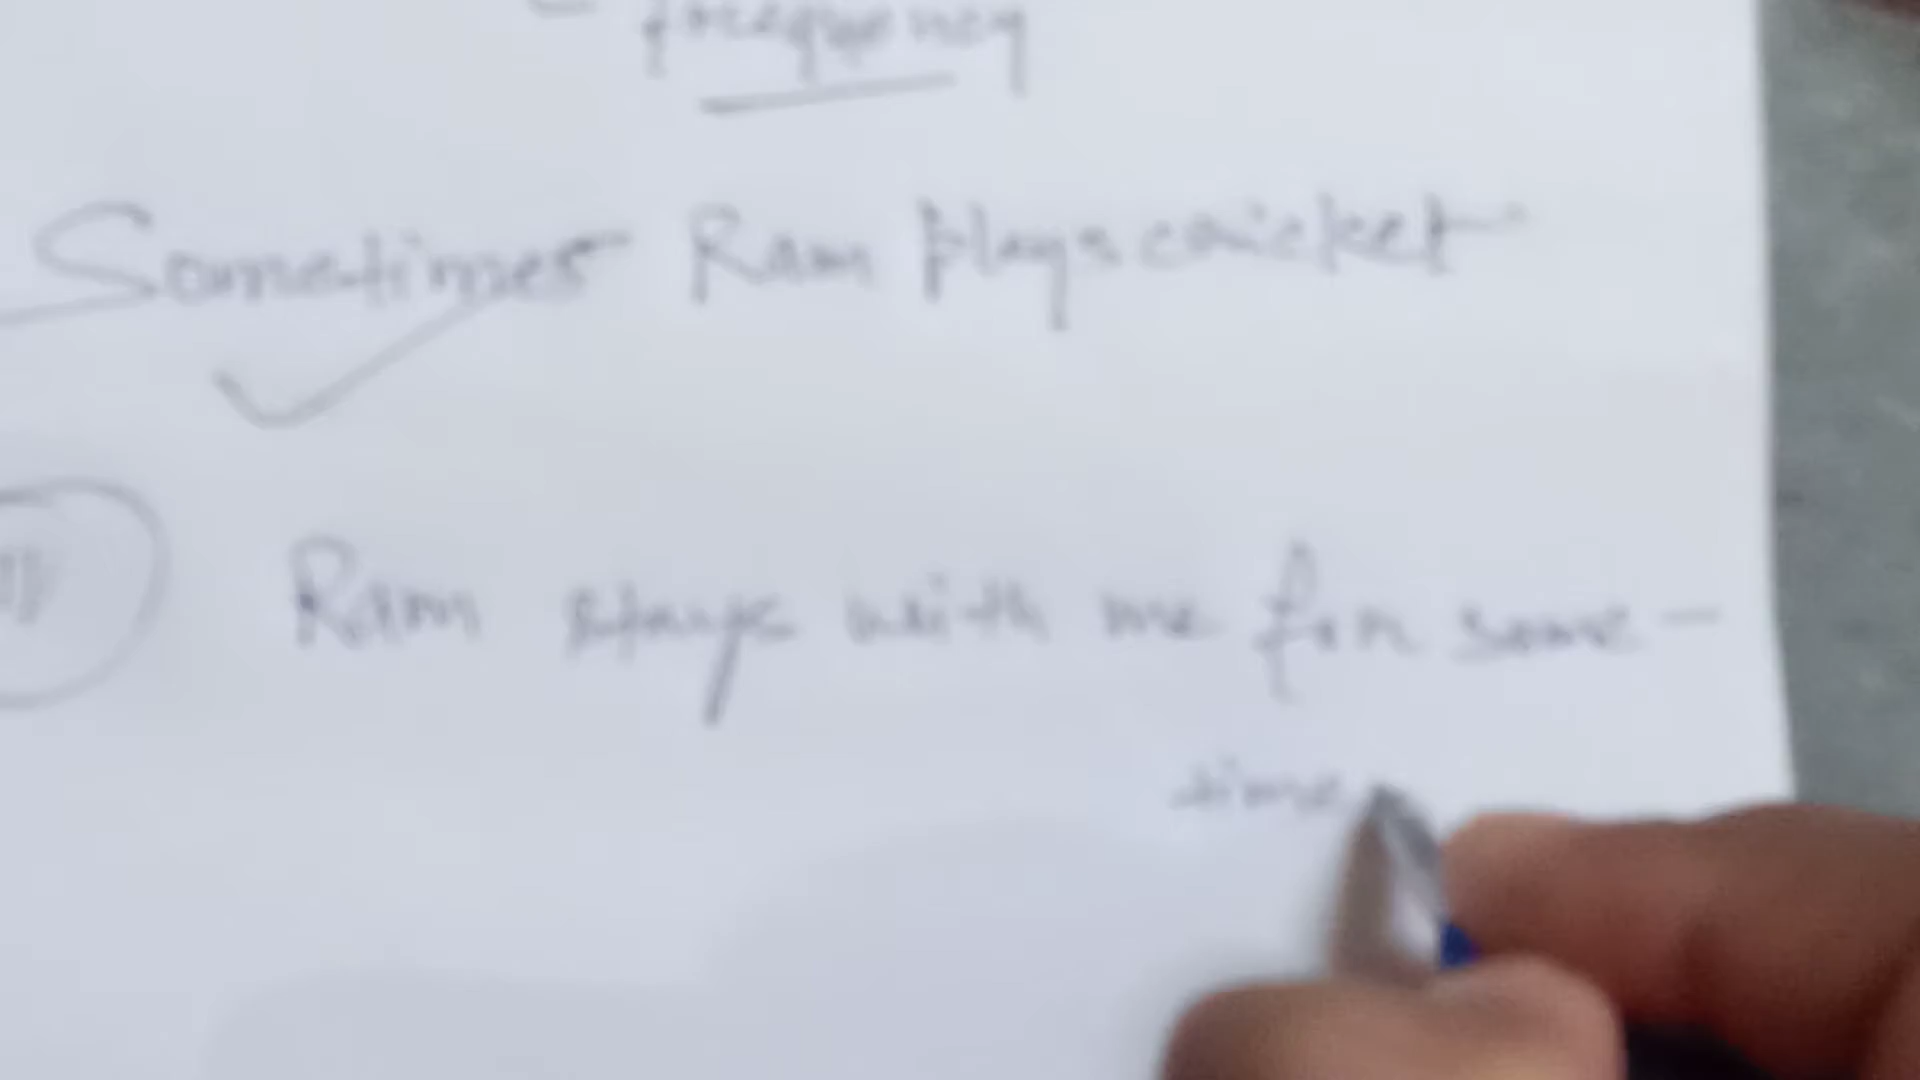 frequency
Sometimes Ram plays cricket
Ram stays with me for some-
time